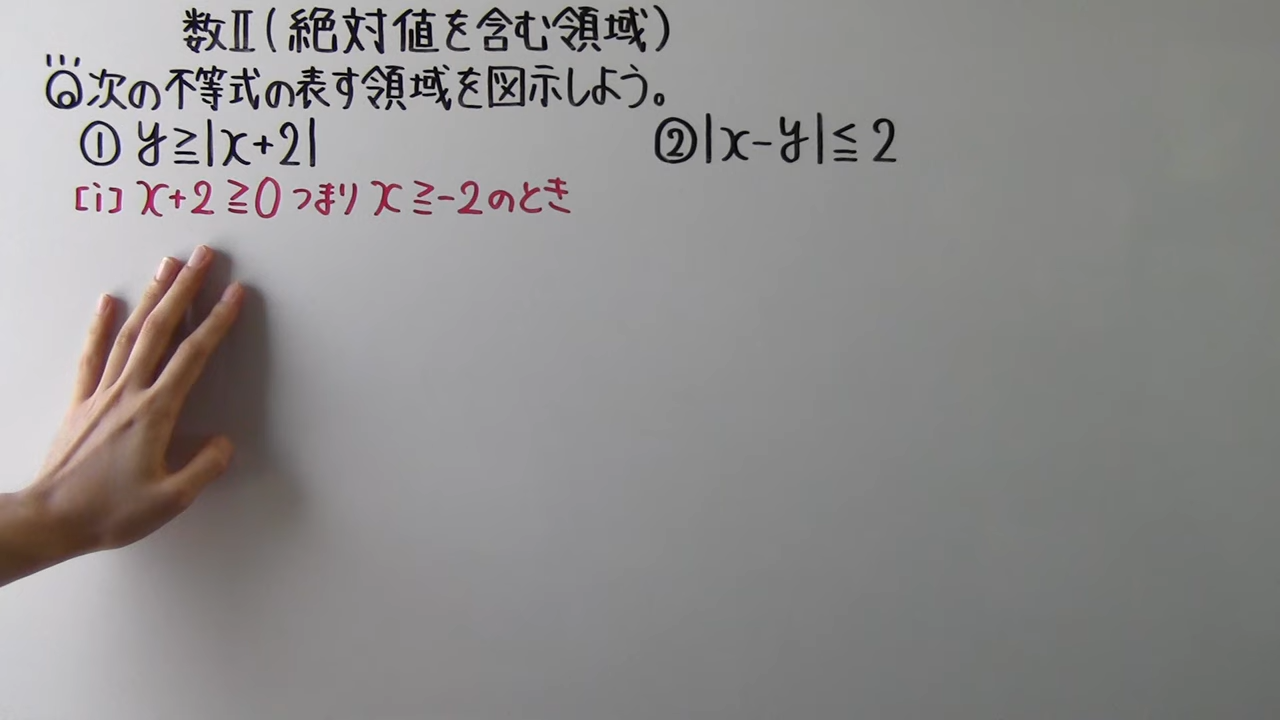 数Ⅱ(絶対値を含む領域)
Q次の不等式の表す領域を図示しよう。
① y≧|x+2|
② |x-y|≦2
[i] x+2≧0 つまり x≧-2のとき